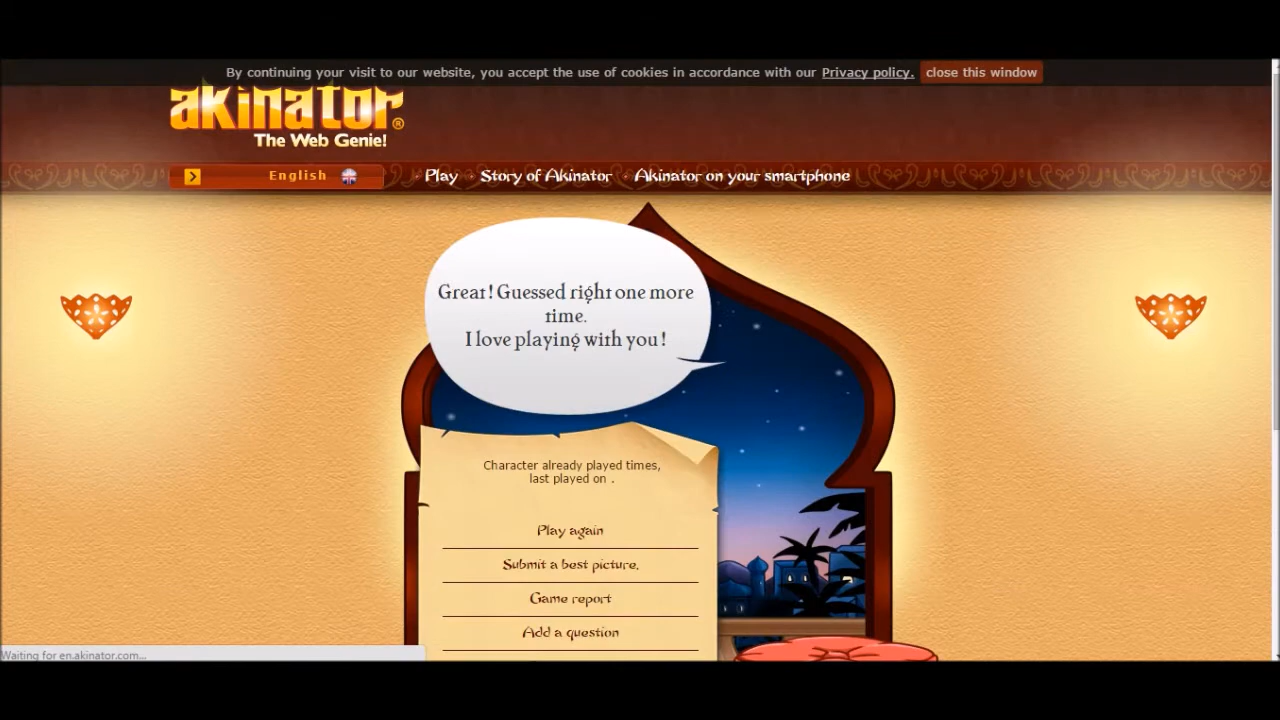 By continuing your visit to our website, you accept the use of cookies in accordance with our Privacy policy. close this window
akinator®
The Web Genie!
English
· Play · Story of Akinator · Akinator on your smartphone
Great! Guessed right one more
time.
I love playing with you!
Character already played times,
last played on .
Play again
Submit a best picture.
Game report
Add a question
Waiting for en.akinator.com...